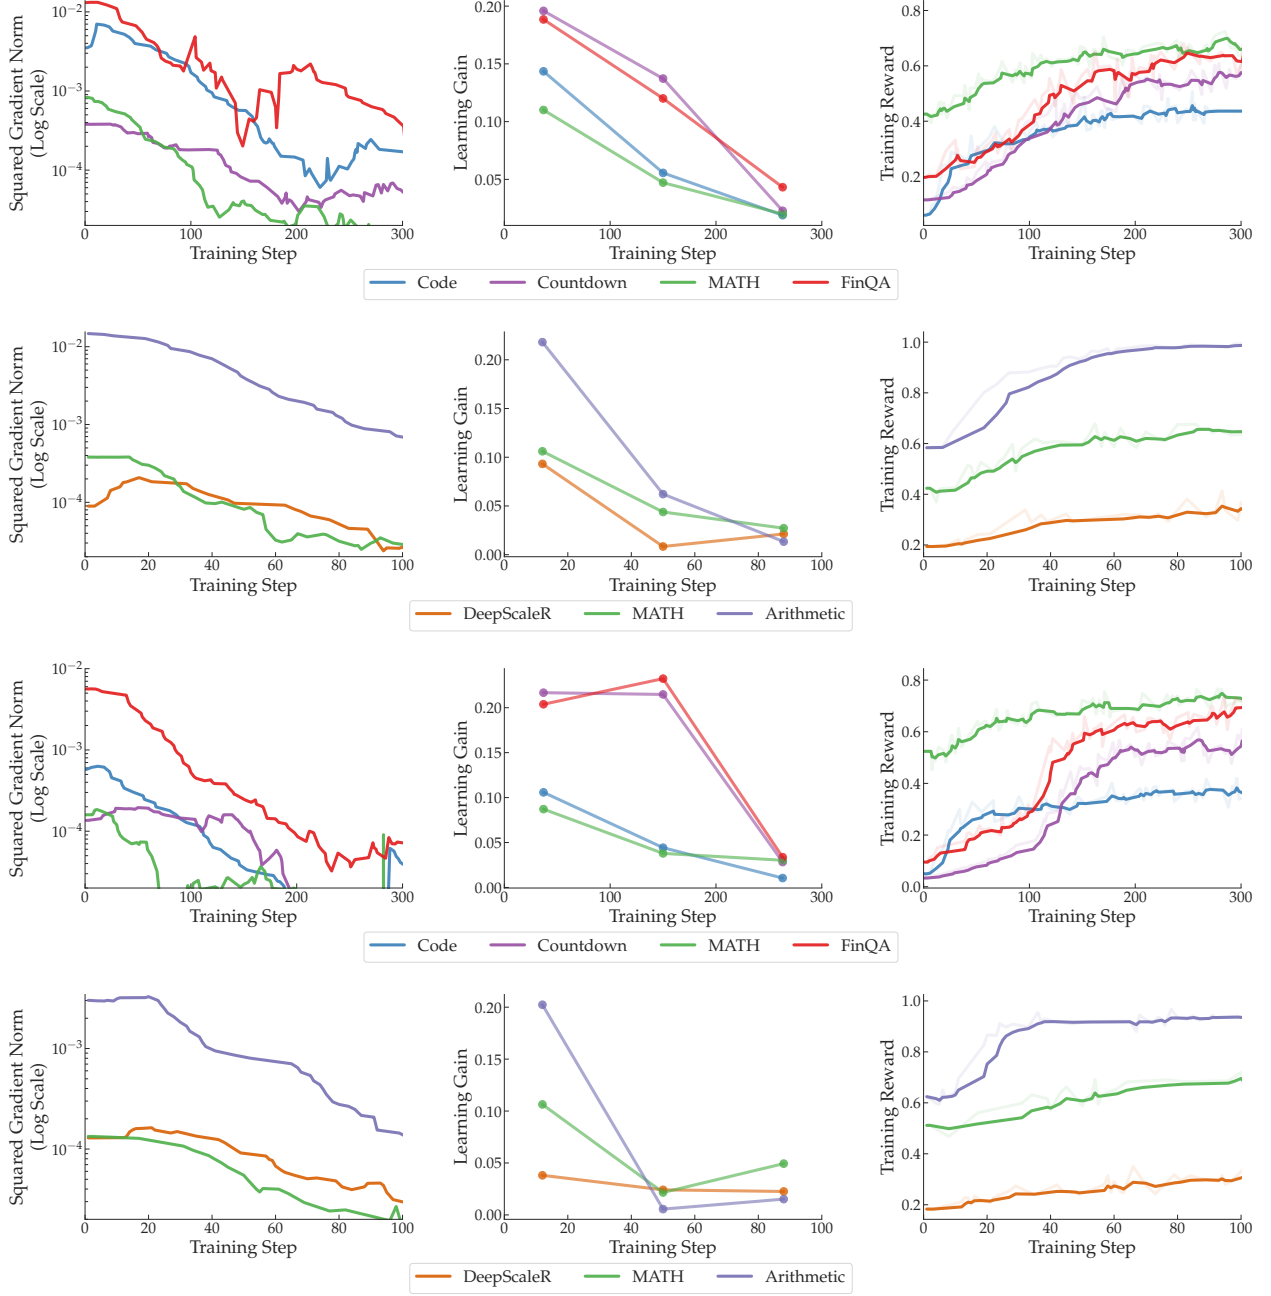 Squared Gradient Norm
(Log Scale)
10⁻²
10⁻³
10⁻⁴
0 100 200 300
Training Step
Learning Gain
0.20
0.15
0.10
0.05
0 100 200 300
Training Step
Training Reward
0.8
0.6
0.4
0.2
0 100 200 300
Training Step
Code Countdown MATH FinQA
Squared Gradient Norm
(Log Scale)
10⁻²
10⁻³
10⁻⁴
0 20 40 60 80 100
Training Step
Learning Gain
0.20
0.15
0.10
0.05
0.00
0 20 40 60 80 100
Training Step
Training Reward
1.0
0.8
0.6
0.4
0.2
0 20 40 60 80 100
Training Step
DeepScaleR MATH Arithmetic
Squared Gradient Norm
(Log Scale)
10⁻²
10⁻³
10⁻⁴
0 100 200 300
Training Step
Learning Gain
0.20
0.15
0.10
0.05
0.00
0 100 200 300
Training Step
Training Reward
0.8
0.6
0.4
0.2
0.0
0 100 200 300
Training Step
Code Countdown MATH FinQA
Squared Gradient Norm
(Log Scale)
10⁻³
10⁻⁴
0 20 40 60 80 100
Training Step
Learning Gain
0.20
0.15
0.10
0.05
0.00
0 20 40 60 80 100
Training Step
Training Reward
1.0
0.8
0.6
0.4
0.2
0 20 40 60 80 100
Training Step
DeepScaleR MATH Arithmetic